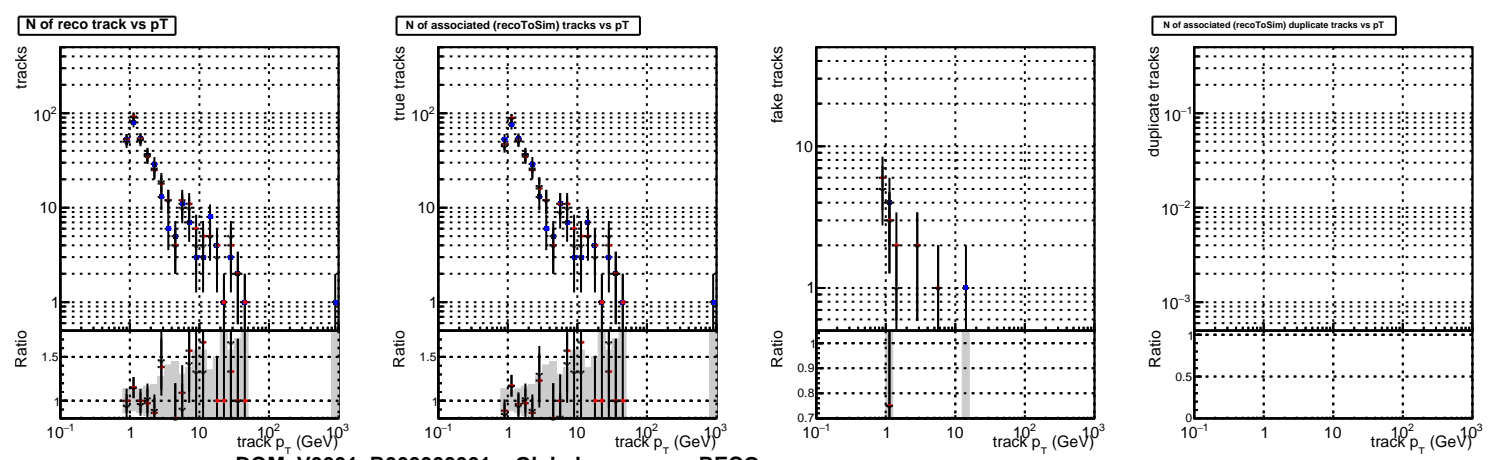 N of reco track vs pT
tracks
10²
10
1
Ratio
1.5
1
10⁻¹ 1 10 10² 10³
track p_T (GeV)
N of associated (recoToSim) tracks vs pT
true tracks
10²
10
1
Ratio
1.5
1
10⁻¹ 1 10 10² 10³
track p_T (GeV)
fake tracks
10
1
Ratio
1
0.9
0.8
0.7
10⁻¹ 1 10 10² 10³
track p_T (GeV)
N of associated (recoToSim) duplicate tracks vs pT
duplicate tracks
10⁻¹
10⁻²
10⁻³
Ratio
1
0.5
0
10⁻¹ 1 10 10² 10³
track p_T (GeV)